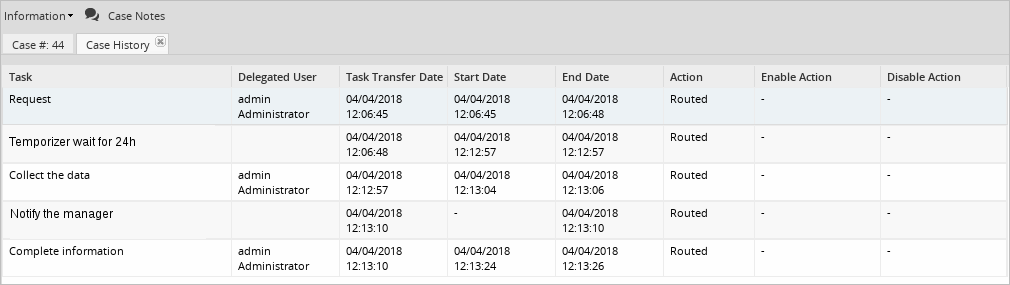 Information Case Notes
Case #: 44 Case History
Task Delegated User Task Transfer Date Start Date End Date Action Enable Action Disable Action
Request admin 04/04/2018 04/04/2018 04/04/2018 Routed - -
Administrator 12:06:45 12:06:45 12:06:48
Temporizer wait for 24h 04/04/2018 04/04/2018 04/04/2018 Routed - -
12:06:48 12:12:57 12:12:57
Collect the data admin 04/04/2018 04/04/2018 04/04/2018 Routed - -
Administrator 12:12:57 12:13:04 12:13:06
Notify the manager 04/04/2018 - 04/04/2018 Routed - -
12:13:10 12:13:10
Complete information admin 04/04/2018 04/04/2018 04/04/2018 Routed - -
Administrator 12:13:10 12:13:24 12:13:26